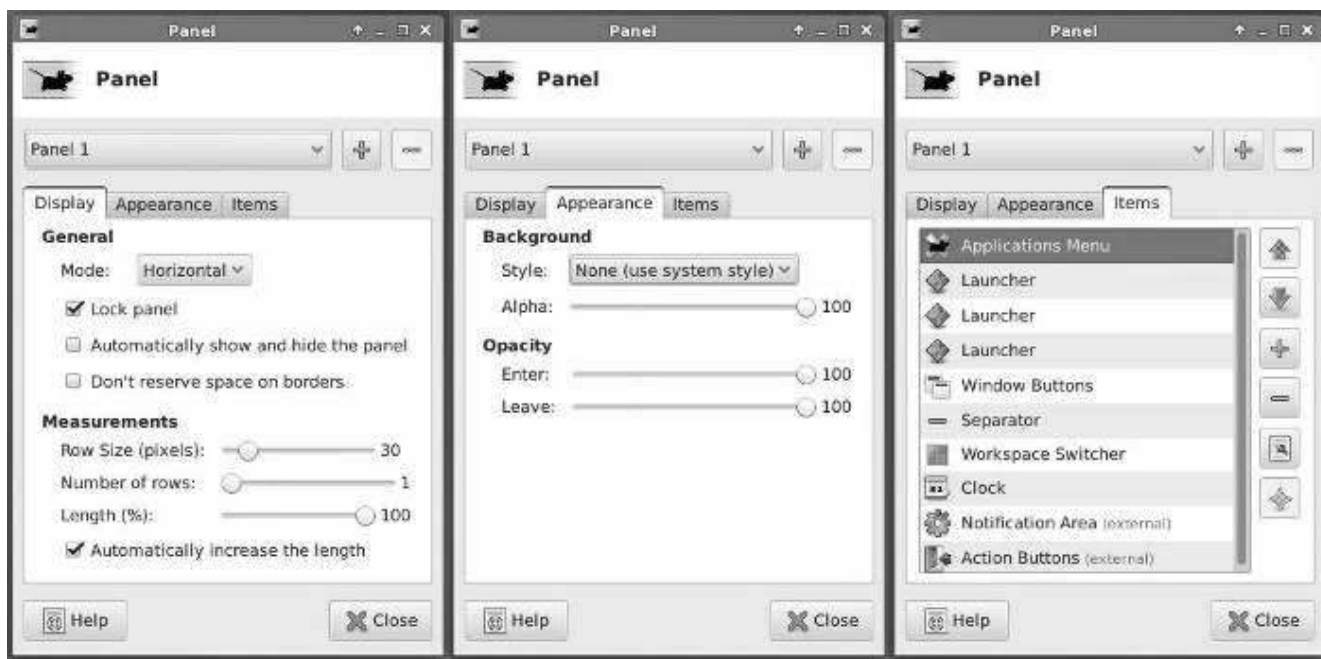 Panel
Panel
Panel 1
Display Appearance Items
General
Mode: Horizontal
Lock panel
Automatically show and hide the panel
Don't reserve space on borders
Measurements
Row Size (pixels): 30
Number of rows: 1
Length (%): 100
Automatically increase the length
Help Close
Panel
Panel
Panel 1
Display Appearance Items
Background
Style: None (use system style)
Alpha: 100
Opacity
Enter: 100
Leave: 100
Help Close
Panel
Panel
Panel 1
Display Appearance Items
Applications Menu
Launcher
Launcher
Launcher
Window Buttons
Separator
Workspace Switcher
Clock
Notification Area (external)
Action Buttons (external)
Help Close